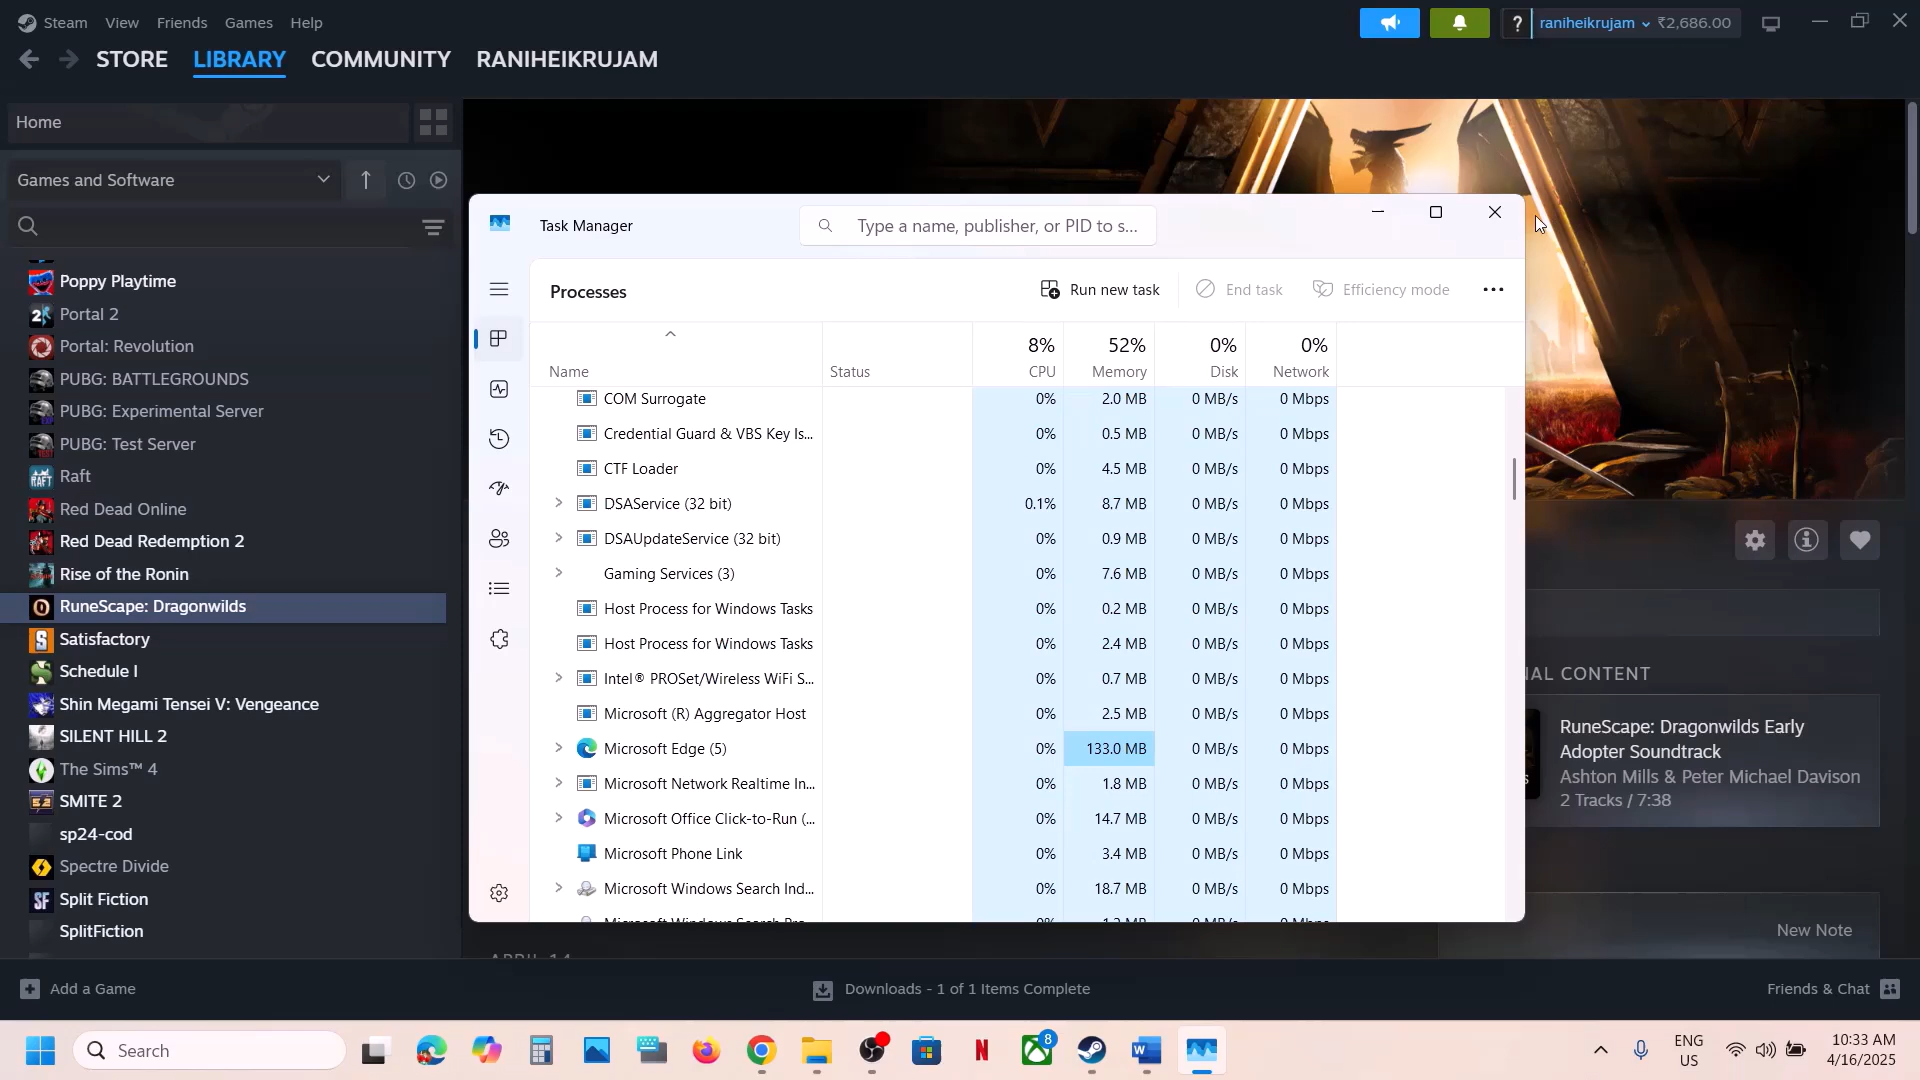 Steam View Friends Games Help
? raniheikrujam ₹2,686.00
STORE LIBRARY COMMUNITY RANIHEIKRUJAM
Home
Games and Software
Poppy Playtime
Portal 2
Portal: Revolution
PUBG: BATTLEGROUNDS
PUBG: Experimental Server
PUBG: Test Server
Raft
Red Dead Online
Red Dead Redemption 2
Rise of the Ronin
RuneScape: Dragonwilds
Satisfactory
Schedule I
Shin Megami Tensei V: Vengeance
SILENT HILL 2
The Sims™ 4
SMITE 2
sp24-cod
Spectre Divide
Split Fiction
SplitFiction
Task Manager
Type a name, publisher, or PID to s...
Processes
Run new task End task Efficiency mode
8% 52% 0% 0%
Name Status CPU Memory Disk Network
COM Surrogate 0% 2.0 MB 0 MB/s 0 Mbps
Credential Guard & VBS Key Is... 0% 0.5 MB 0 MB/s 0 Mbps
CTF Loader 0% 4.5 MB 0 MB/s 0 Mbps
DSAService (32 bit) 0.1% 8.7 MB 0 MB/s 0 Mbps
DSAUpdateService (32 bit) 0% 0.9 MB 0 MB/s 0 Mbps
Gaming Services (3) 0% 7.6 MB 0 MB/s 0 Mbps
Host Process for Windows Tasks 0% 0.2 MB 0 MB/s 0 Mbps
Host Process for Windows Tasks 0% 2.4 MB 0 MB/s 0 Mbps
Intel® PROSet/Wireless WiFi S... 0% 0.7 MB 0 MB/s 0 Mbps
Microsoft (R) Aggregator Host 0% 2.5 MB 0 MB/s 0 Mbps
Microsoft Edge (5) 0% 133.0 MB 0 MB/s 0 Mbps
Microsoft Network Realtime In... 0% 1.8 MB 0 MB/s 0 Mbps
Microsoft Office Click-to-Run (... 0% 14.7 MB 0 MB/s 0 Mbps
Microsoft Phone Link 0% 3.4 MB 0 MB/s 0 Mbps
Microsoft Windows Search Ind... 0% 18.7 MB 0 MB/s 0 Mbps
NAL CONTENT
RuneScape: Dragonwilds Early
Adopter Soundtrack
Ashton Mills & Peter Michael Davison
2 Tracks / 7:38
New Note
Add a Game
Downloads - 1 of 1 Items Complete
Friends & Chat
Search
8
ENG
US
10:33 AM
4/16/2025